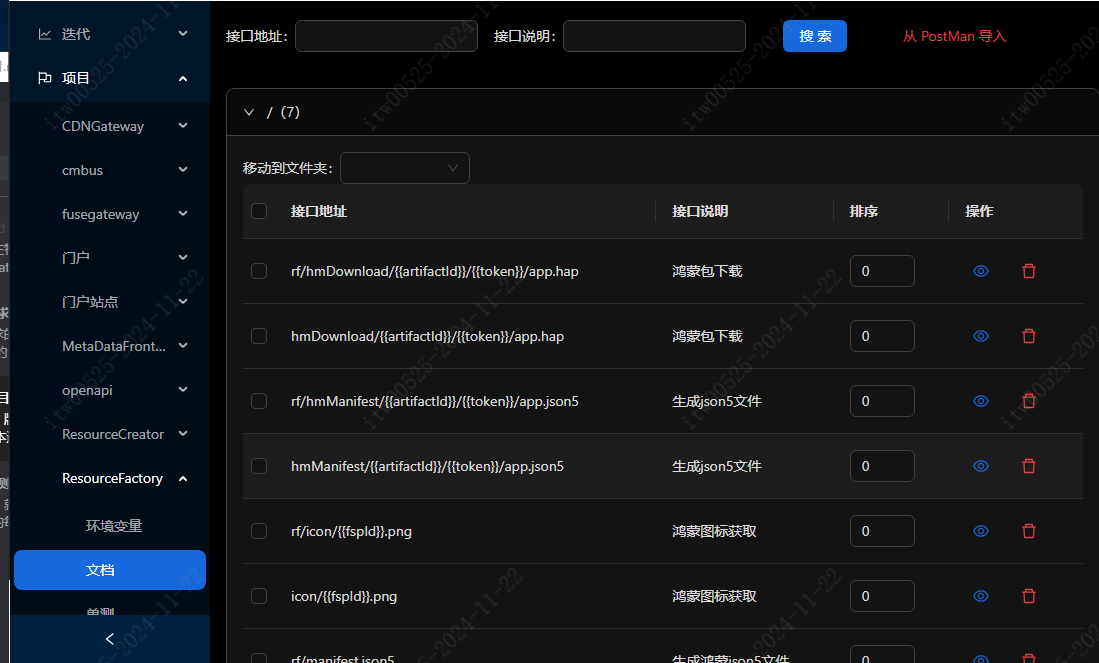 迭代
项目
CDNGateway
cmbus
fusegateway
门户
门户站点
MetaDataFront...
openapi
ResourceCreator
ResourceFactory
环境变量
文档
单测
接口地址: 接口说明: 搜 索 从 PostMan 导入
/ (7)
移动到文件夹:
接口地址 接口说明 排序 操作
rf/hmDownload/{{artifactId}}/{{token}}/app.hap 鸿蒙包下载 0
hmDownload/{{artifactId}}/{{token}}/app.hap 鸿蒙包下载 0
rf/hmManifest/{{artifactId}}/{{token}}/app.json5 生成json5文件 0
hmManifest/{{artifactId}}/{{token}}/app.json5 生成json5文件 0
rf/icon/{{fspId}}.png 鸿蒙图标获取 0
icon/{{fspId}}.png 鸿蒙图标获取 0
rf/manifest.json5 生成鸿蒙json5文件 0
itw00525-2024-11-22